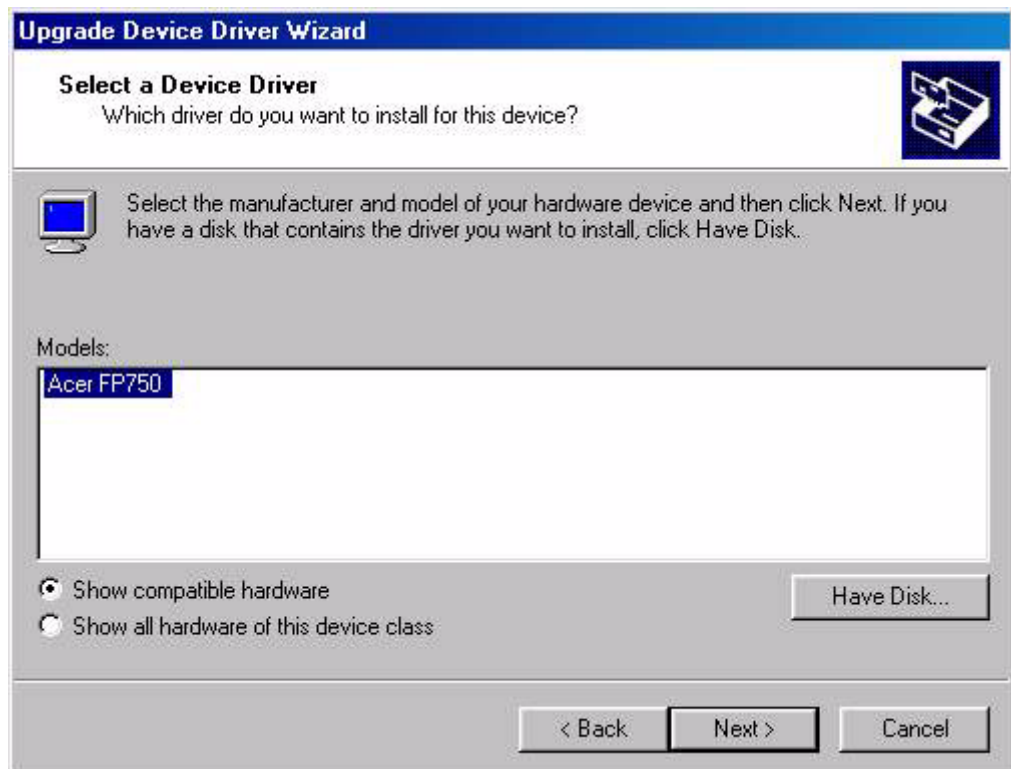 Upgrade Device Driver Wizard
Select a Device Driver
Which driver do you want to install for this device?
Select the manufacturer and model of your hardware device and then click Next. If you
have a disk that contains the driver you want to install, click Have Disk.
Models:
Acer FP750
Show compatible hardware
Have Disk...
Show all hardware of this device class
< Back
Next >
Cancel